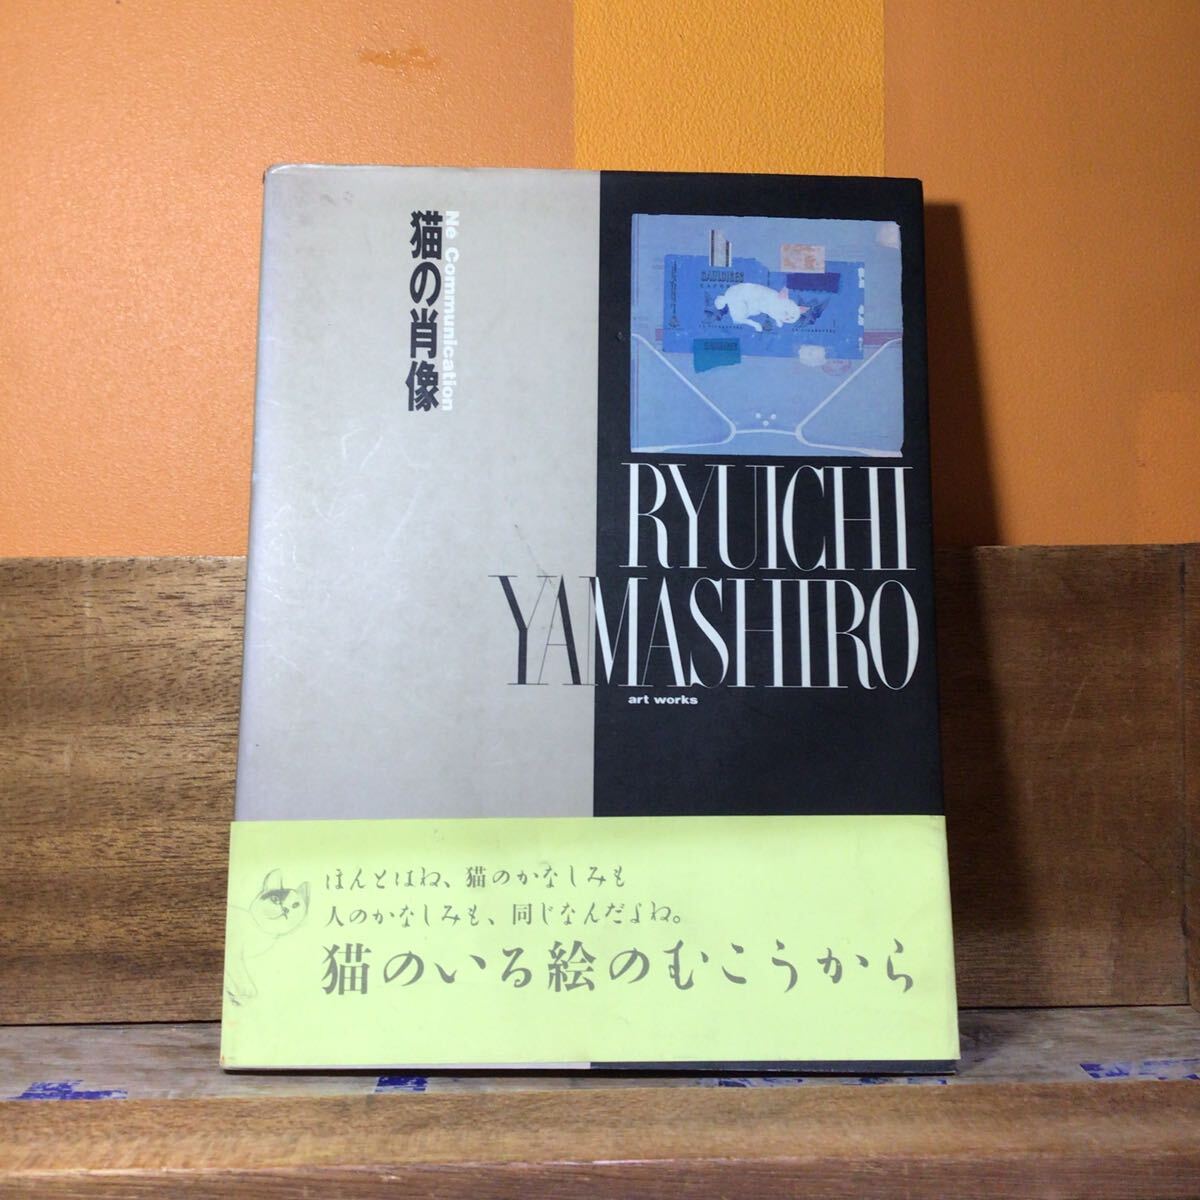 猫の肖像
Né Communication
GAULOISES
RYUICHI
YAMASHIRO
art works
ほんとはね、猫のかなしみも
人のかなしみも、同じなんだよね。
猫のいる絵のむこうから